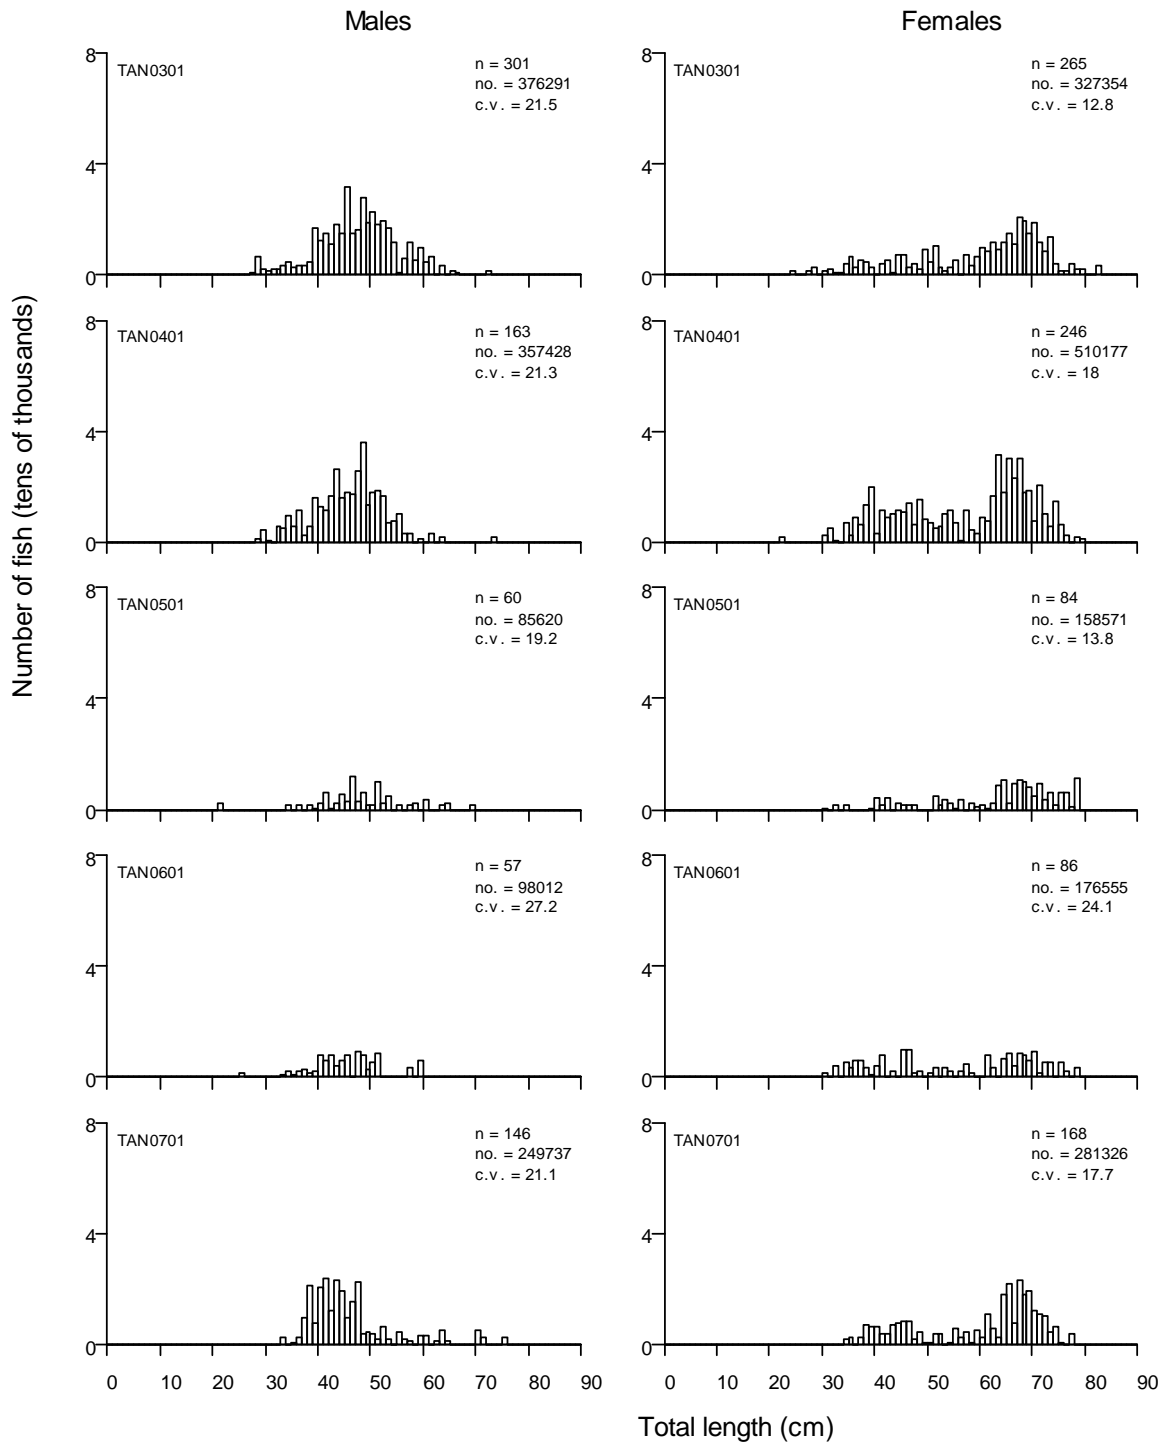 Males
Females
Number of fish (tens of thousands)
8
4
0
TAN0301
n = 301
no. = 376291
c.v. = 21.5
8
4
0
TAN0301
n = 265
no. = 327354
c.v. = 12.8
8
4
0
TAN0401
n = 163
no. = 357428
c.v. = 21.3
8
4
0
TAN0401
n = 246
no. = 510177
c.v. = 18
8
4
0
TAN0501
n = 60
no. = 85620
c.v. = 19.2
8
4
0
TAN0501
n = 84
no. = 158571
c.v. = 13.8
8
4
0
TAN0601
n = 57
no. = 98012
c.v. = 27.2
8
4
0
TAN0601
n = 86
no. = 176555
c.v. = 24.1
8
4
0
TAN0701
n = 146
no. = 249737
c.v. = 21.1
8
4
0
TAN0701
n = 168
no. = 281326
c.v. = 17.7
0 10 20 30 40 50 60 70 80 90
0 10 20 30 40 50 60 70 80 90
Total length (cm)